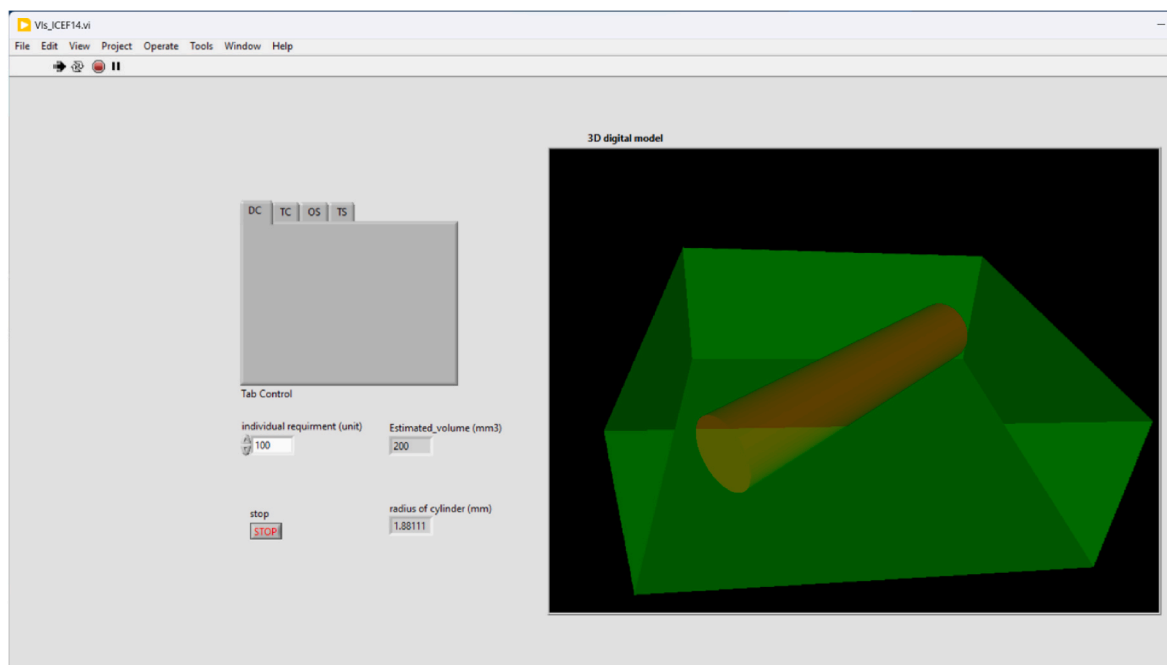 VIs_ICEF14.vi
File Edit View Project Operate Tools Window Help
3D digital model
DC TC OS TS
Tab Control
individual requirment (unit) Estimated_volume (mm3)
100 200
stop radius of cylinder (mm)
STOP 1.88111